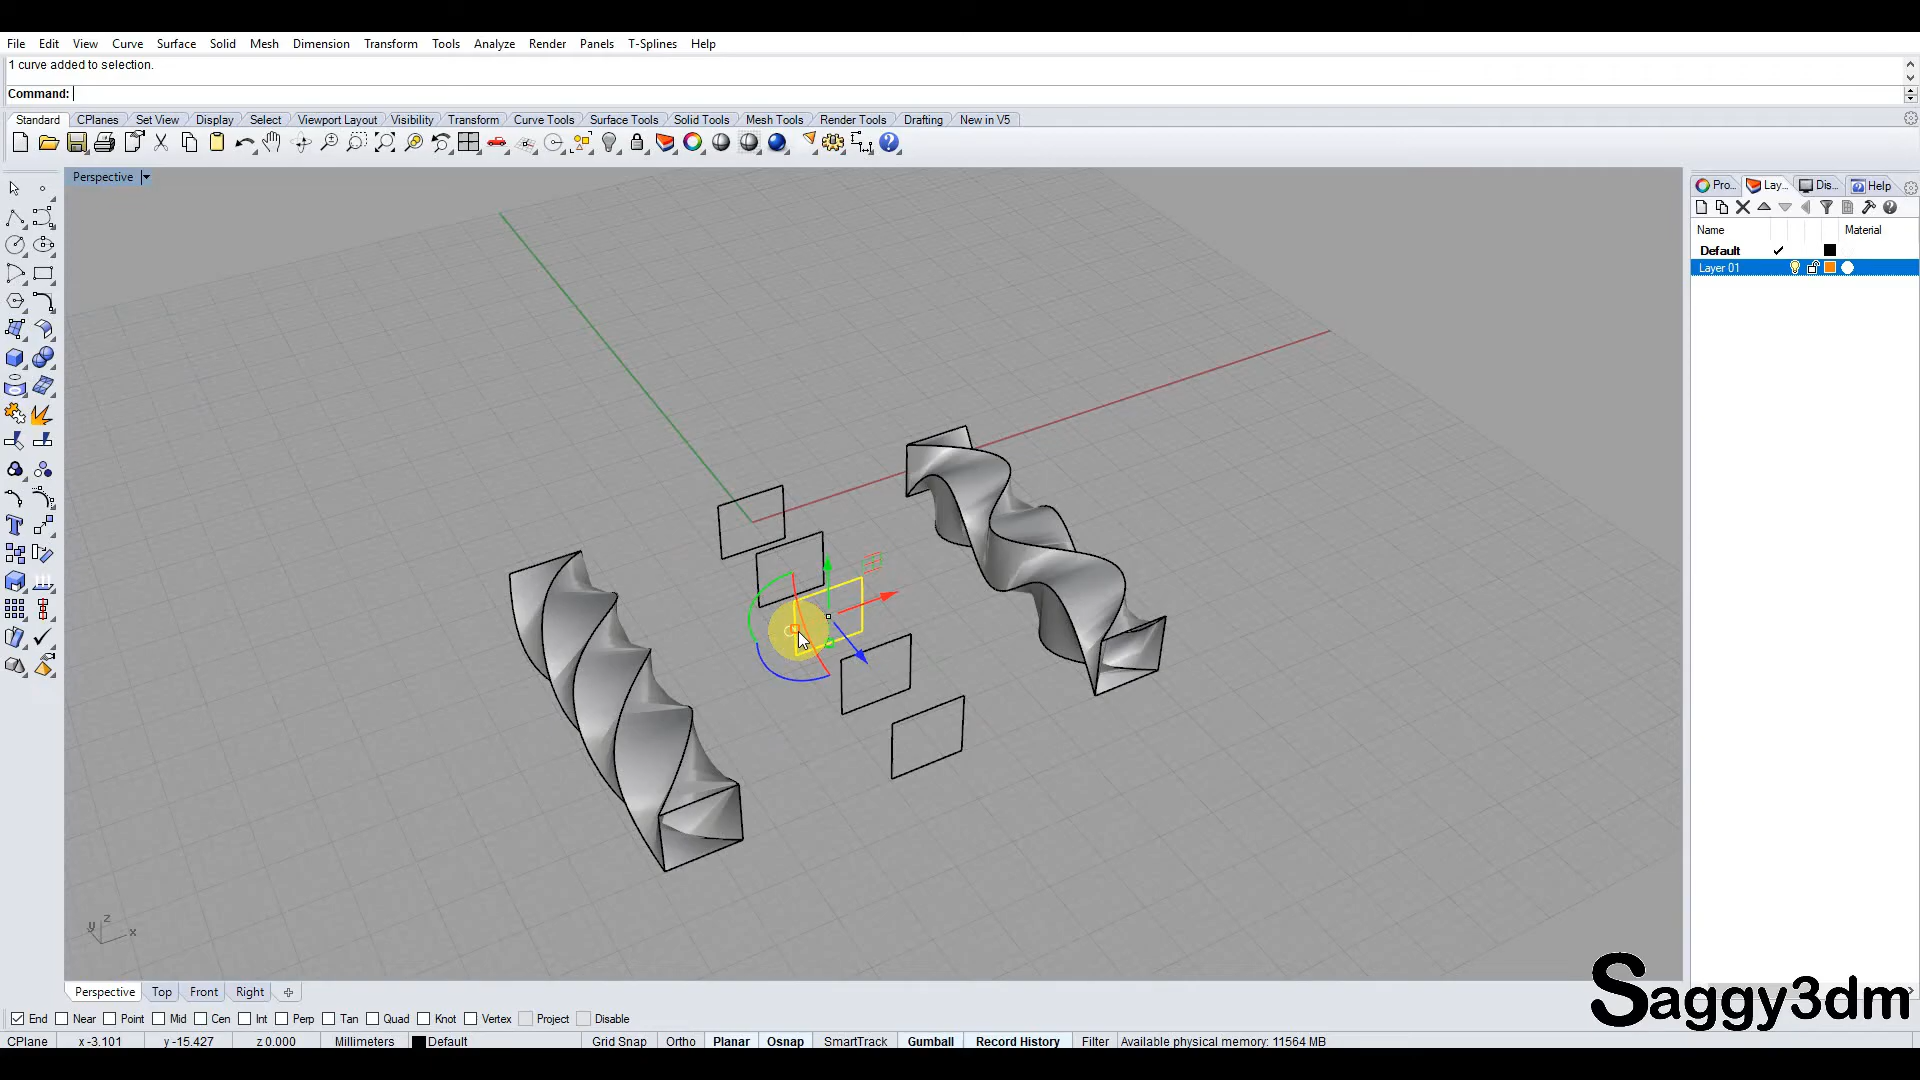 File Edit View Curve Surface Solid Mesh Dimension Transform Tools Analyze Render Panels T-Splines Help
1 curve added to selection.
Command:
Standard CPlanes Set View Display Select Viewport Layout Visibility Transform Curve Tools Surface Tools Solid Tools Mesh Tools Render Tools Drafting New in V5
Perspective
Pro... Lay... Dis... Help
Name Material
Default
Layer 01
z
y
x
Perspective Top Front Right
Saggy3dm
End Near Point Mid Cen Int Perp Tan Quad Knot Vertex Project Disable
CPlane x -3.101 y -15.427 z 0.000 Millimeters Default Grid Snap Ortho Planar Osnap SmartTrack Gumball Record History Filter Available physical memory: 11564 MB